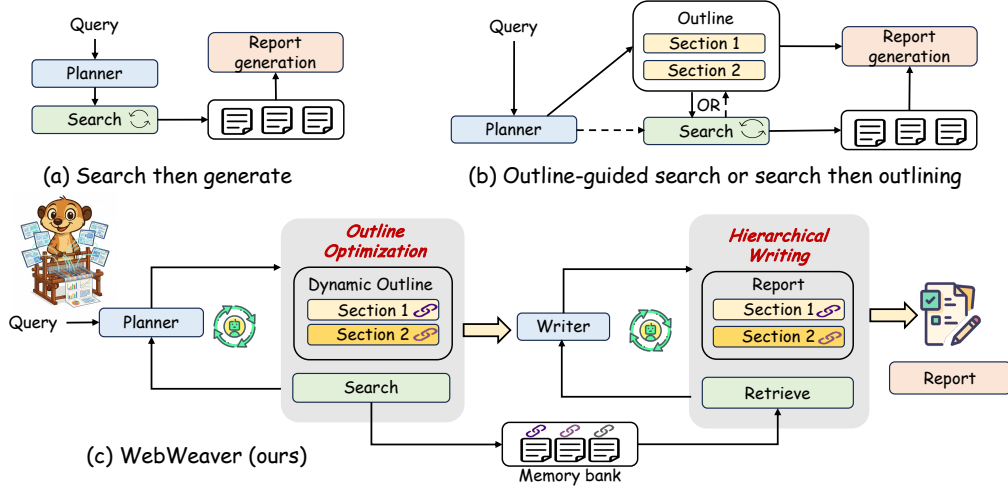 Query
Planner
Search
Report
generation
(a) Search then generate
Query
Planner
Outline
Section 1
Section 2
OR
Search
Report
generation
(b) Outline-guided search or search then outlining
Query
Planner
Outline
Optimization
Dynamic Outline
Section 1
Section 2
Search
Writer
Hierarchical
Writing
Report
Section 1
Section 2
Retrieve
Report
Memory bank
(c) WebWeaver (ours)